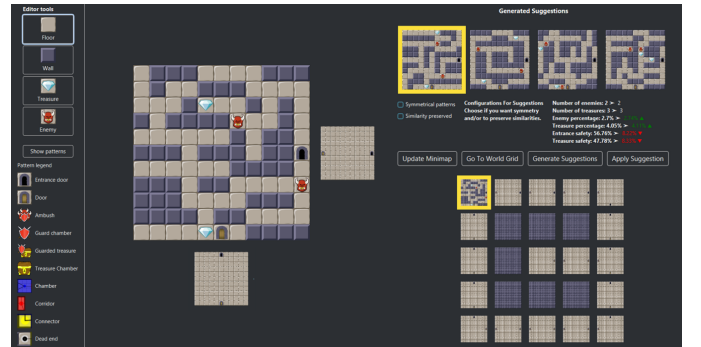 Editor tools
Floor
Wall
Treasure
Enemy
Show patterns
Pattern legend
Entrance door
Door
Ambush
Guard chamber
Guarded treasure
Treasure Chamber
Chamber
Corridor
Connector
Dead end
Generated Suggestions
Symmetrical patterns
Similarity preserved
Configurations For Suggestions
Choose if you want symmetry
and/or to preserve similarities.
Number of enemies: 2 ➢ 2
Number of treasures: 3 ➢ 3
Enemy percentage: 2.7% ➢
Treasure percentage: 4.05% ➢
Entrance safety: 56.76% ➢
Treasure safety: 47.78% ➢
Update Minimap
Go To World Grid
Generate Suggestions
Apply Suggestion